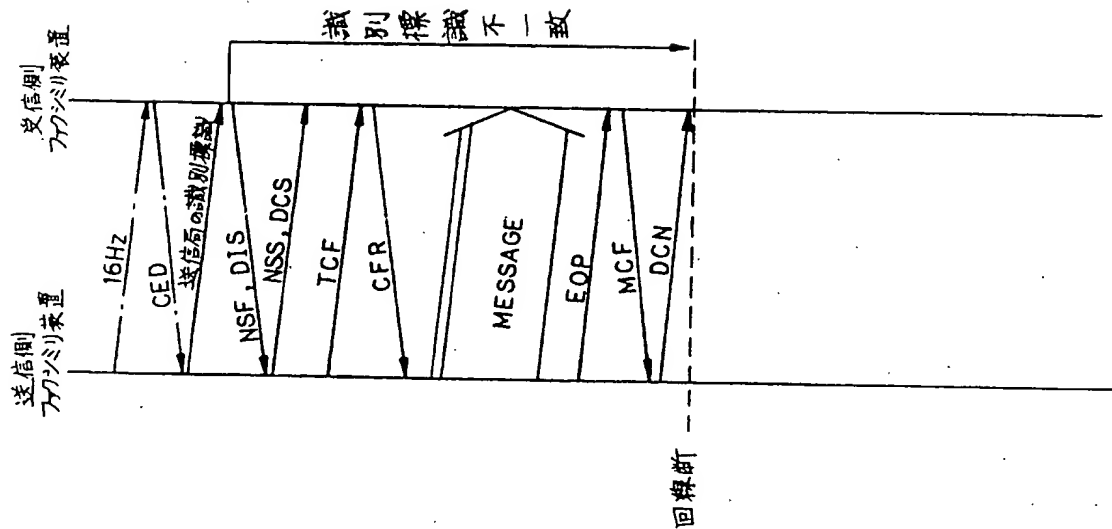 送信側
ファクシミリ装置
受信側
ファクシミリ装置
16Hz
CED
送信局の識別標識
NSF, DIS
NSS, DCS
TCF
CFR
MESSAGE
EOP
MCF
DCN
識別標識不一致
回線断